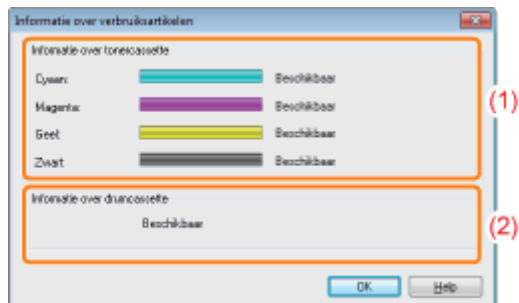 Informatie over verbruiksartikelen
Informatie over tonercassette
Cyaan: Beschikbaar
Magenta: Beschikbaar
(1)
Geel: Beschikbaar
Zwart: Beschikbaar
Informatie over drumcassette
Beschikbaar
(2)
OK Help